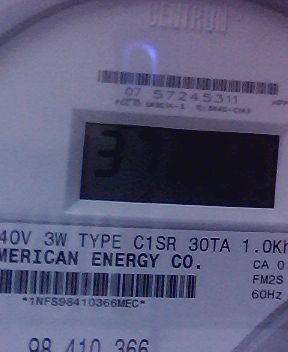 CENTRON
07 57245311
37
40V 3W TYPE C1SR 30TA 1.0Kh
MERICAN ENERGY CO.
CA 0.
FM2S
60Hz
*1NFS98410366MEC*
98 410 366